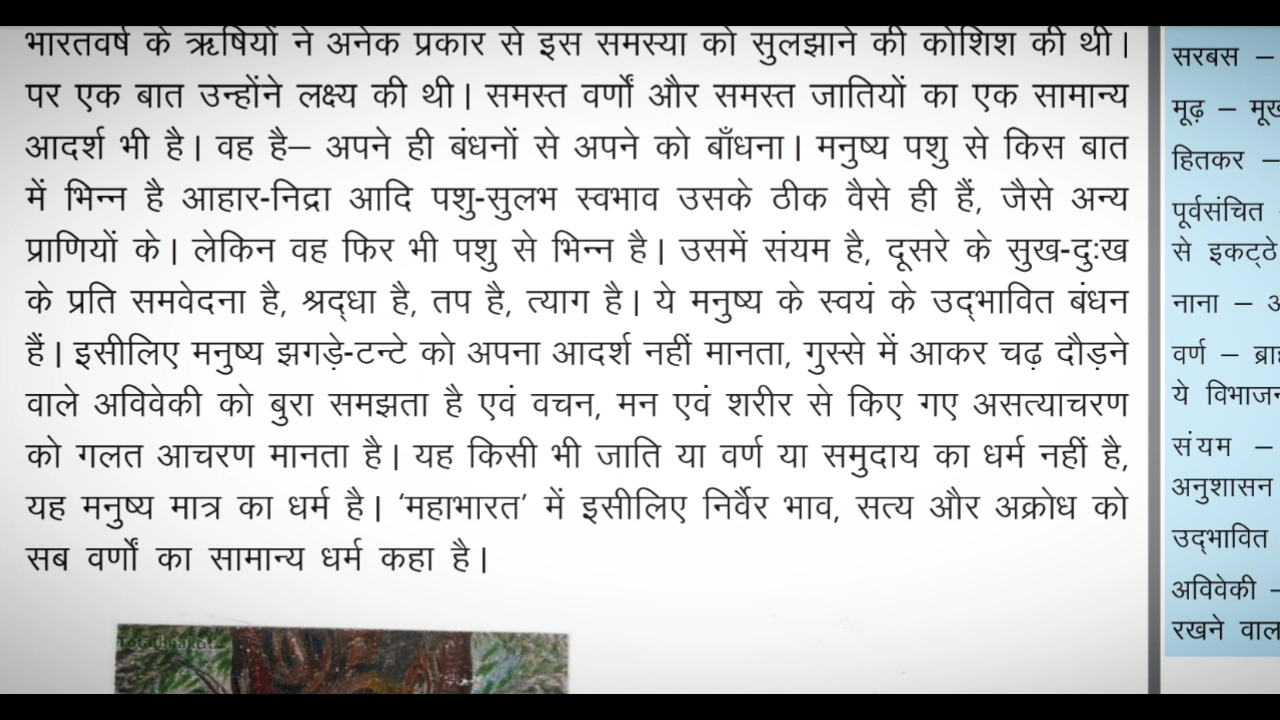 भारतवर्ष के ऋषियों ने अनेक प्रकार से इस समस्या को सुलझाने की कोशिश की थी।
पर एक बात उन्होंने लक्ष्य की थी। समस्त वर्णों और समस्त जातियों का एक सामान्य
आदर्श भी है। वह है– अपने ही बंधनों से अपने को बाँधना। मनुष्य पशु से किस बात
में भिन्न है आहार-निद्रा आदि पशु-सुलभ स्वभाव उसके ठीक वैसे ही हैं, जैसे अन्य
प्राणियों के। लेकिन वह फिर भी पशु से भिन्न है। उसमें संयम है, दूसरे के सुख-दुःख
के प्रति समवेदना है, श्रद्धा है, तप है, त्याग है। ये मनुष्य के स्वयं के उद्भावित बंधन
हैं। इसीलिए मनुष्य झगड़े-टन्टे को अपना आदर्श नहीं मानता, गुस्से में आकर चढ़ दौड़ने
वाले अविवेकी को बुरा समझता है एवं वचन, मन एवं शरीर से किए गए असत्याचरण
को गलत आचरण मानता है। यह किसी भी जाति या वर्ण या समुदाय का धर्म नहीं है,
यह मनुष्य मात्र का धर्म है। ‘महाभारत’ में इसीलिए निर्वैर भाव, सत्य और अक्रोध को
सब वर्णों का सामान्य धर्म कहा है।
सरबस –
मूढ़ –
हितकर –
पूर्वसंचित
से इकट्ठे
नाना –
वर्ण –
ये
संयम –
अनुशासन
उद्भावित
अविवेकी –
रखने